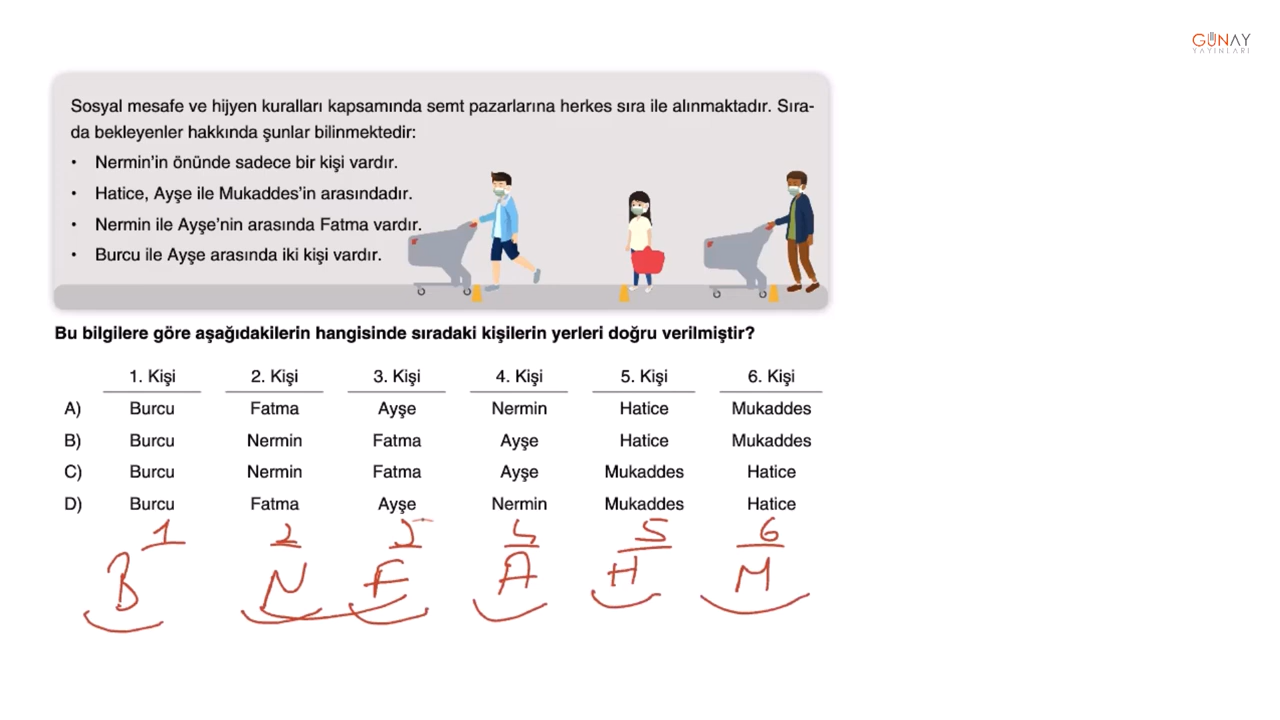 GÜNAY
YAYINLARI
Sosyal mesafe ve hijyen kuralları kapsamında semt pazarlarına herkes sıra ile alınmaktadır. Sıra-
da bekleyenler hakkında şunlar bilinmektedir:
• Nermin'in önünde sadece bir kişi vardır.
• Hatice, Ayşe ile Mukaddes'in arasındadır.
• Nermin ile Ayşe'nin arasında Fatma vardır.
• Burcu ile Ayşe arasında iki kişi vardır.
Bu bilgilere göre aşağıdakilerin hangisinde sıradaki kişilerin yerleri doğru verilmiştir?
1. Kişi 2. Kişi 3. Kişi 4. Kişi 5. Kişi 6. Kişi
A) Burcu Fatma Ayşe Nermin Hatice Mukaddes
B) Burcu Nermin Fatma Ayşe Hatice Mukaddes
C) Burcu Nermin Fatma Ayşe Mukaddes Hatice
D) Burcu Fatma Ayşe Nermin Mukaddes Hatice
1 2 5 6
B N F A H M